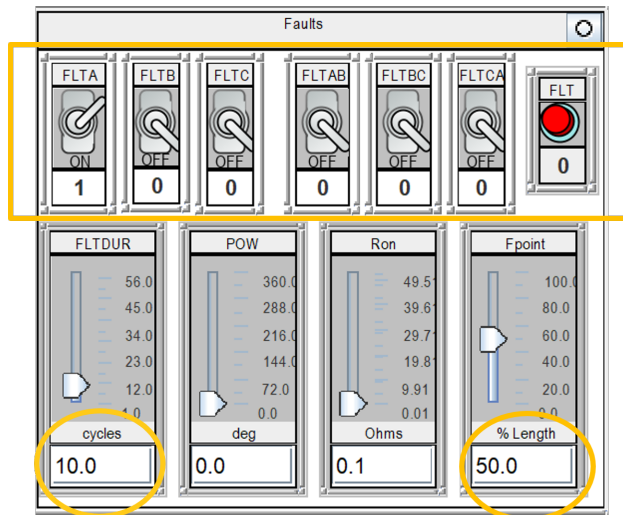 Faults
FLTA FLTB FLTC FLTAB FLTBC FLTCA FLT
ON OFF OFF OFF OFF OFF
1 0 0 0 0 0 0
FLTDUR POW Ron Fpoint
56.0 360.0 49.51 100.0
45.0 288.0 39.61 80.0
34.0 216.0 29.71 60.0
23.0 144.0 19.81 40.0
12.0 72.0 9.91 20.0
1.0 0.0 0.01 0.0
cycles deg Ohms % Length
10.0 0.0 0.1 50.0